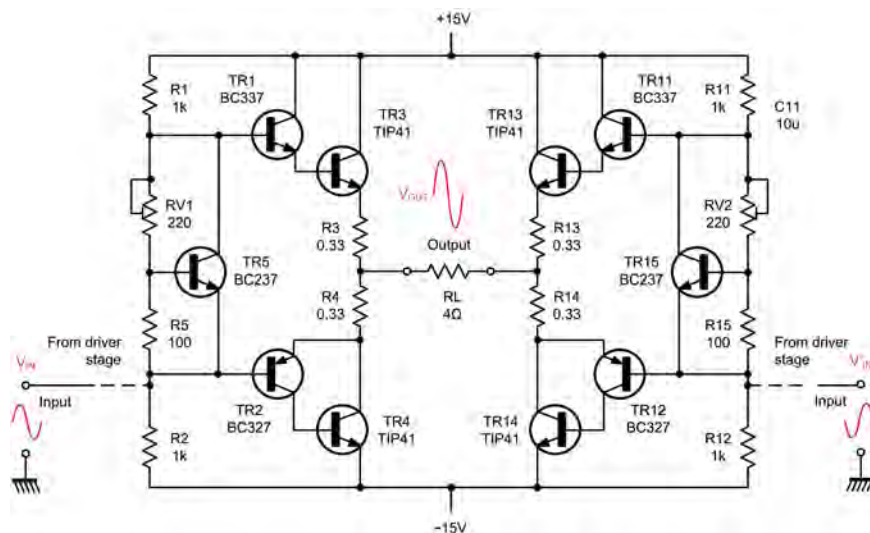 +15V
TR1
BC337
TR11
BC337
R1
1k
TR3
TIP41
TR13
TIP41
R11
1k
C11
10u
VOUT
RV1
220
RV2
220
R3
0.33
R13
0.33
Output
TR5
BC237
TR15
BC237
R4
0.33
RL
4Ω
R14
0.33
R5
100
R15
100
From driver
stage
From driver
stage
VIN
Input
Input
TR2
BC327
TR12
BC327
TR4
TIP41
TR14
TIP41
R2
1k
R12
1k
−15V